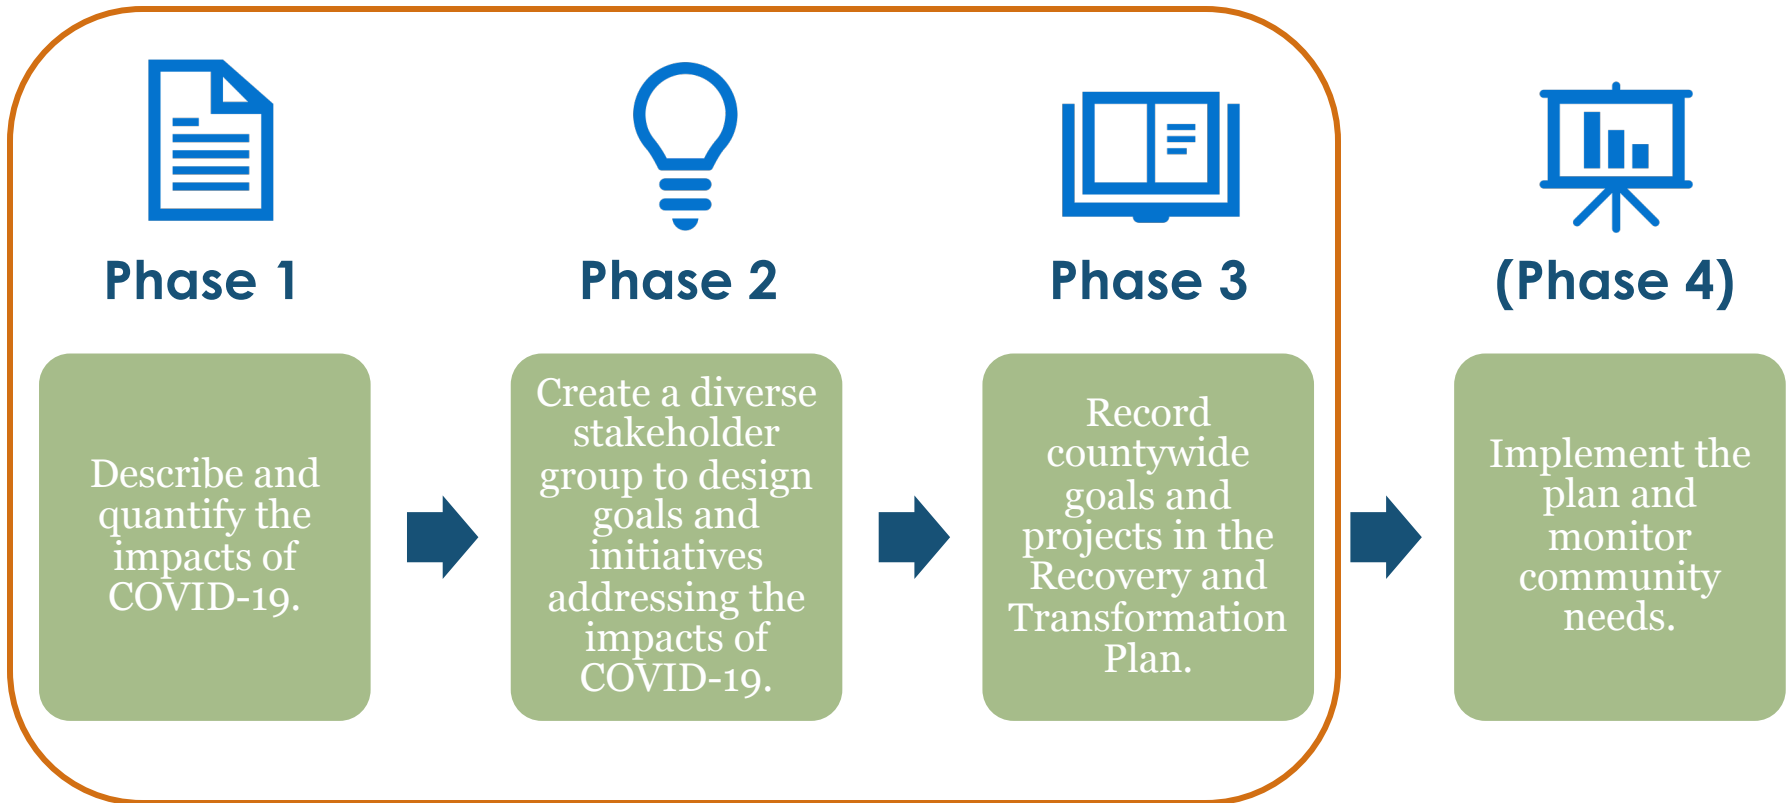 Phase 1
Describe and
quantify the
impacts of
COVID-19.
Phase 2
Create a diverse
stakeholder
group to design
goals and
initiatives
addressing the
impacts of
COVID-19.
Phase 3
Record
countywide
goals and
projects in the
Recovery and
Transformation
Plan.
(Phase 4)
Implement the
plan and
monitor
community
needs.